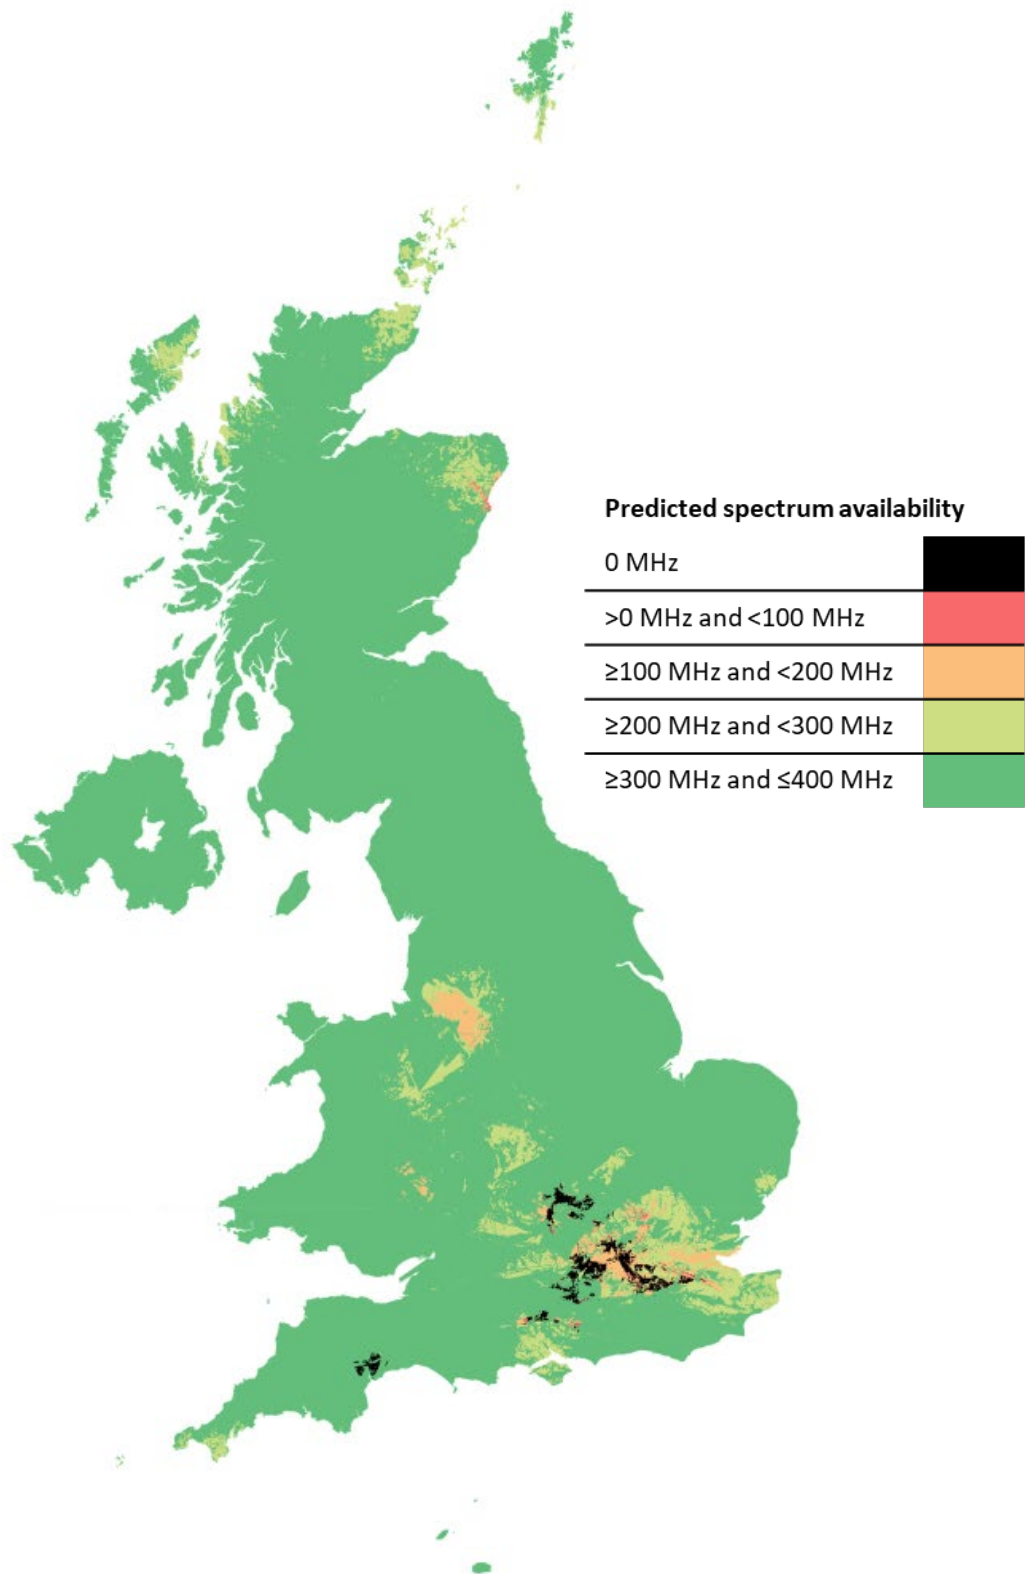 Predicted spectrum availability
0 MHz
>0 MHz and <100 MHz
≥100 MHz and <200 MHz
≥200 MHz and <300 MHz
≥300 MHz and ≤400 MHz